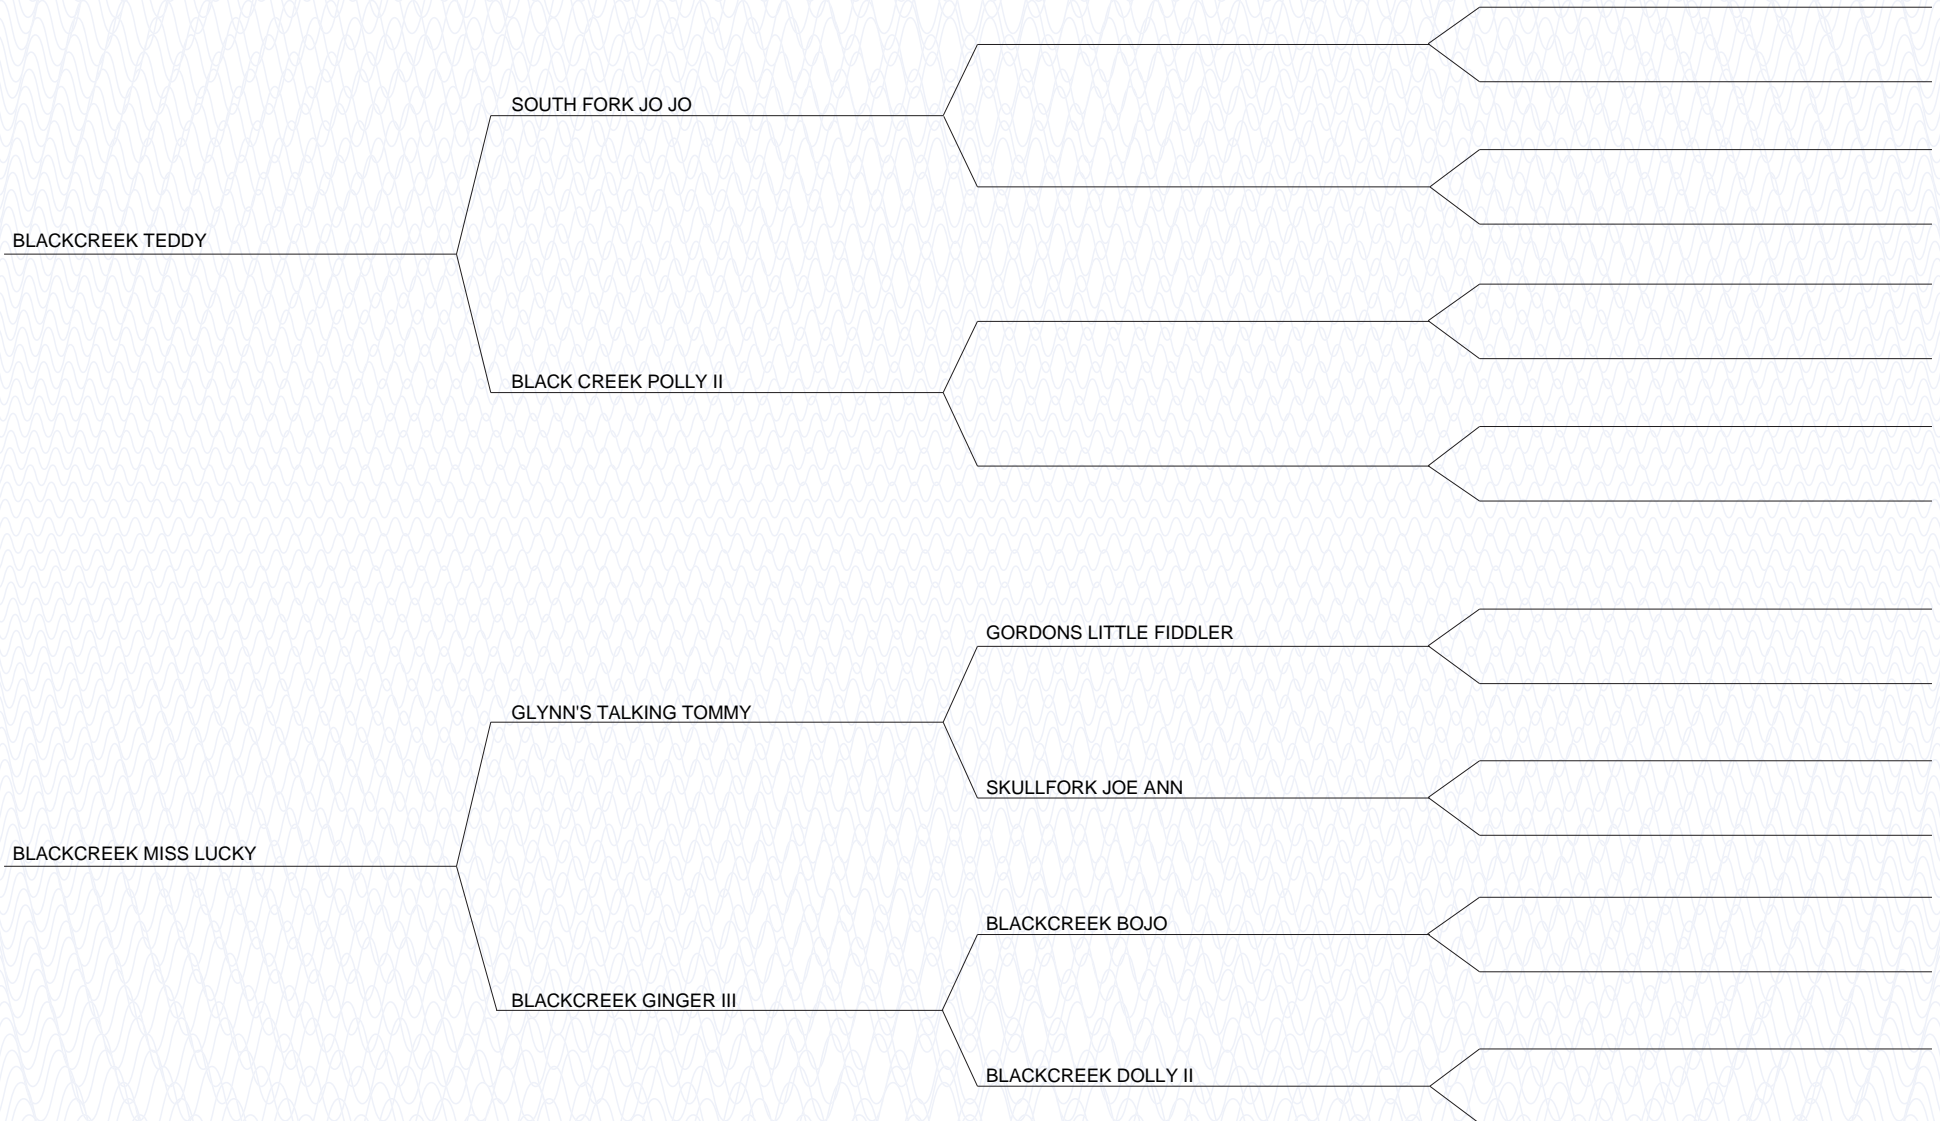 SOUTH FORK JO JO
BLACKCREEK TEDDY
BLACK CREEK POLLY II
GORDONS LITTLE FIDDLER
GLYNN'S TALKING TOMMY
SKULLFORK JOE ANN
BLACKCREEK MISS LUCKY
BLACKCREEK BOJO
BLACKCREEK GINGER III
BLACKCREEK DOLLY II